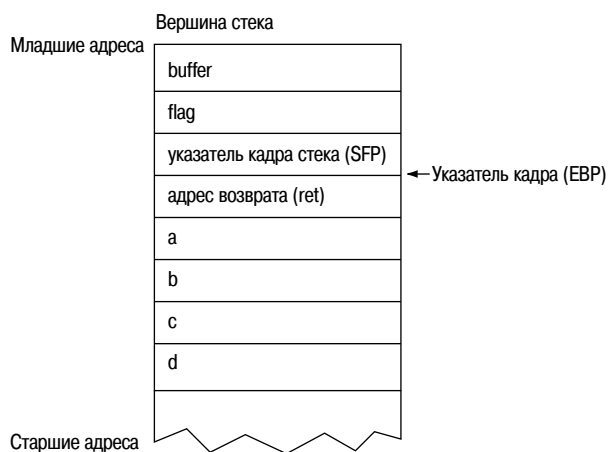 Вершина стека
Младшие адреса
buffer
flag
указатель кадра стека (SFP)
Указатель кадра (EBP)
адрес возврата (ret)
a
b
c
d
Старшие адреса